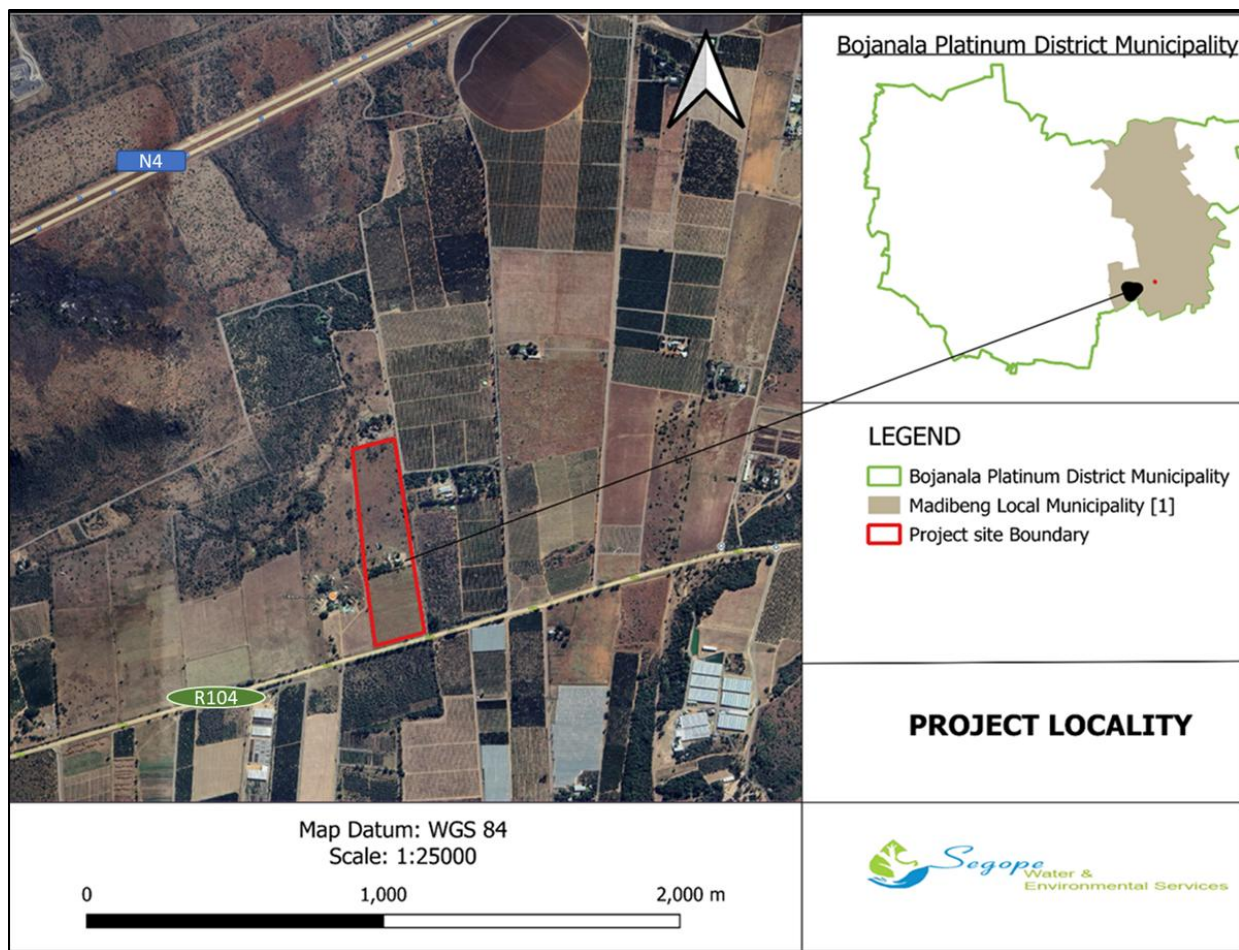 N4
R104
Bojanala Platinum District Municipality
LEGEND
Bojanala Platinum District Municipality
Madibeng Local Municipality [1]
Project site Boundary
PROJECT LOCALITY
Map Datum: WGS 84
Scale: 1:25000
0 1,000 2,000 m
Segope
Water &
Environmental Services